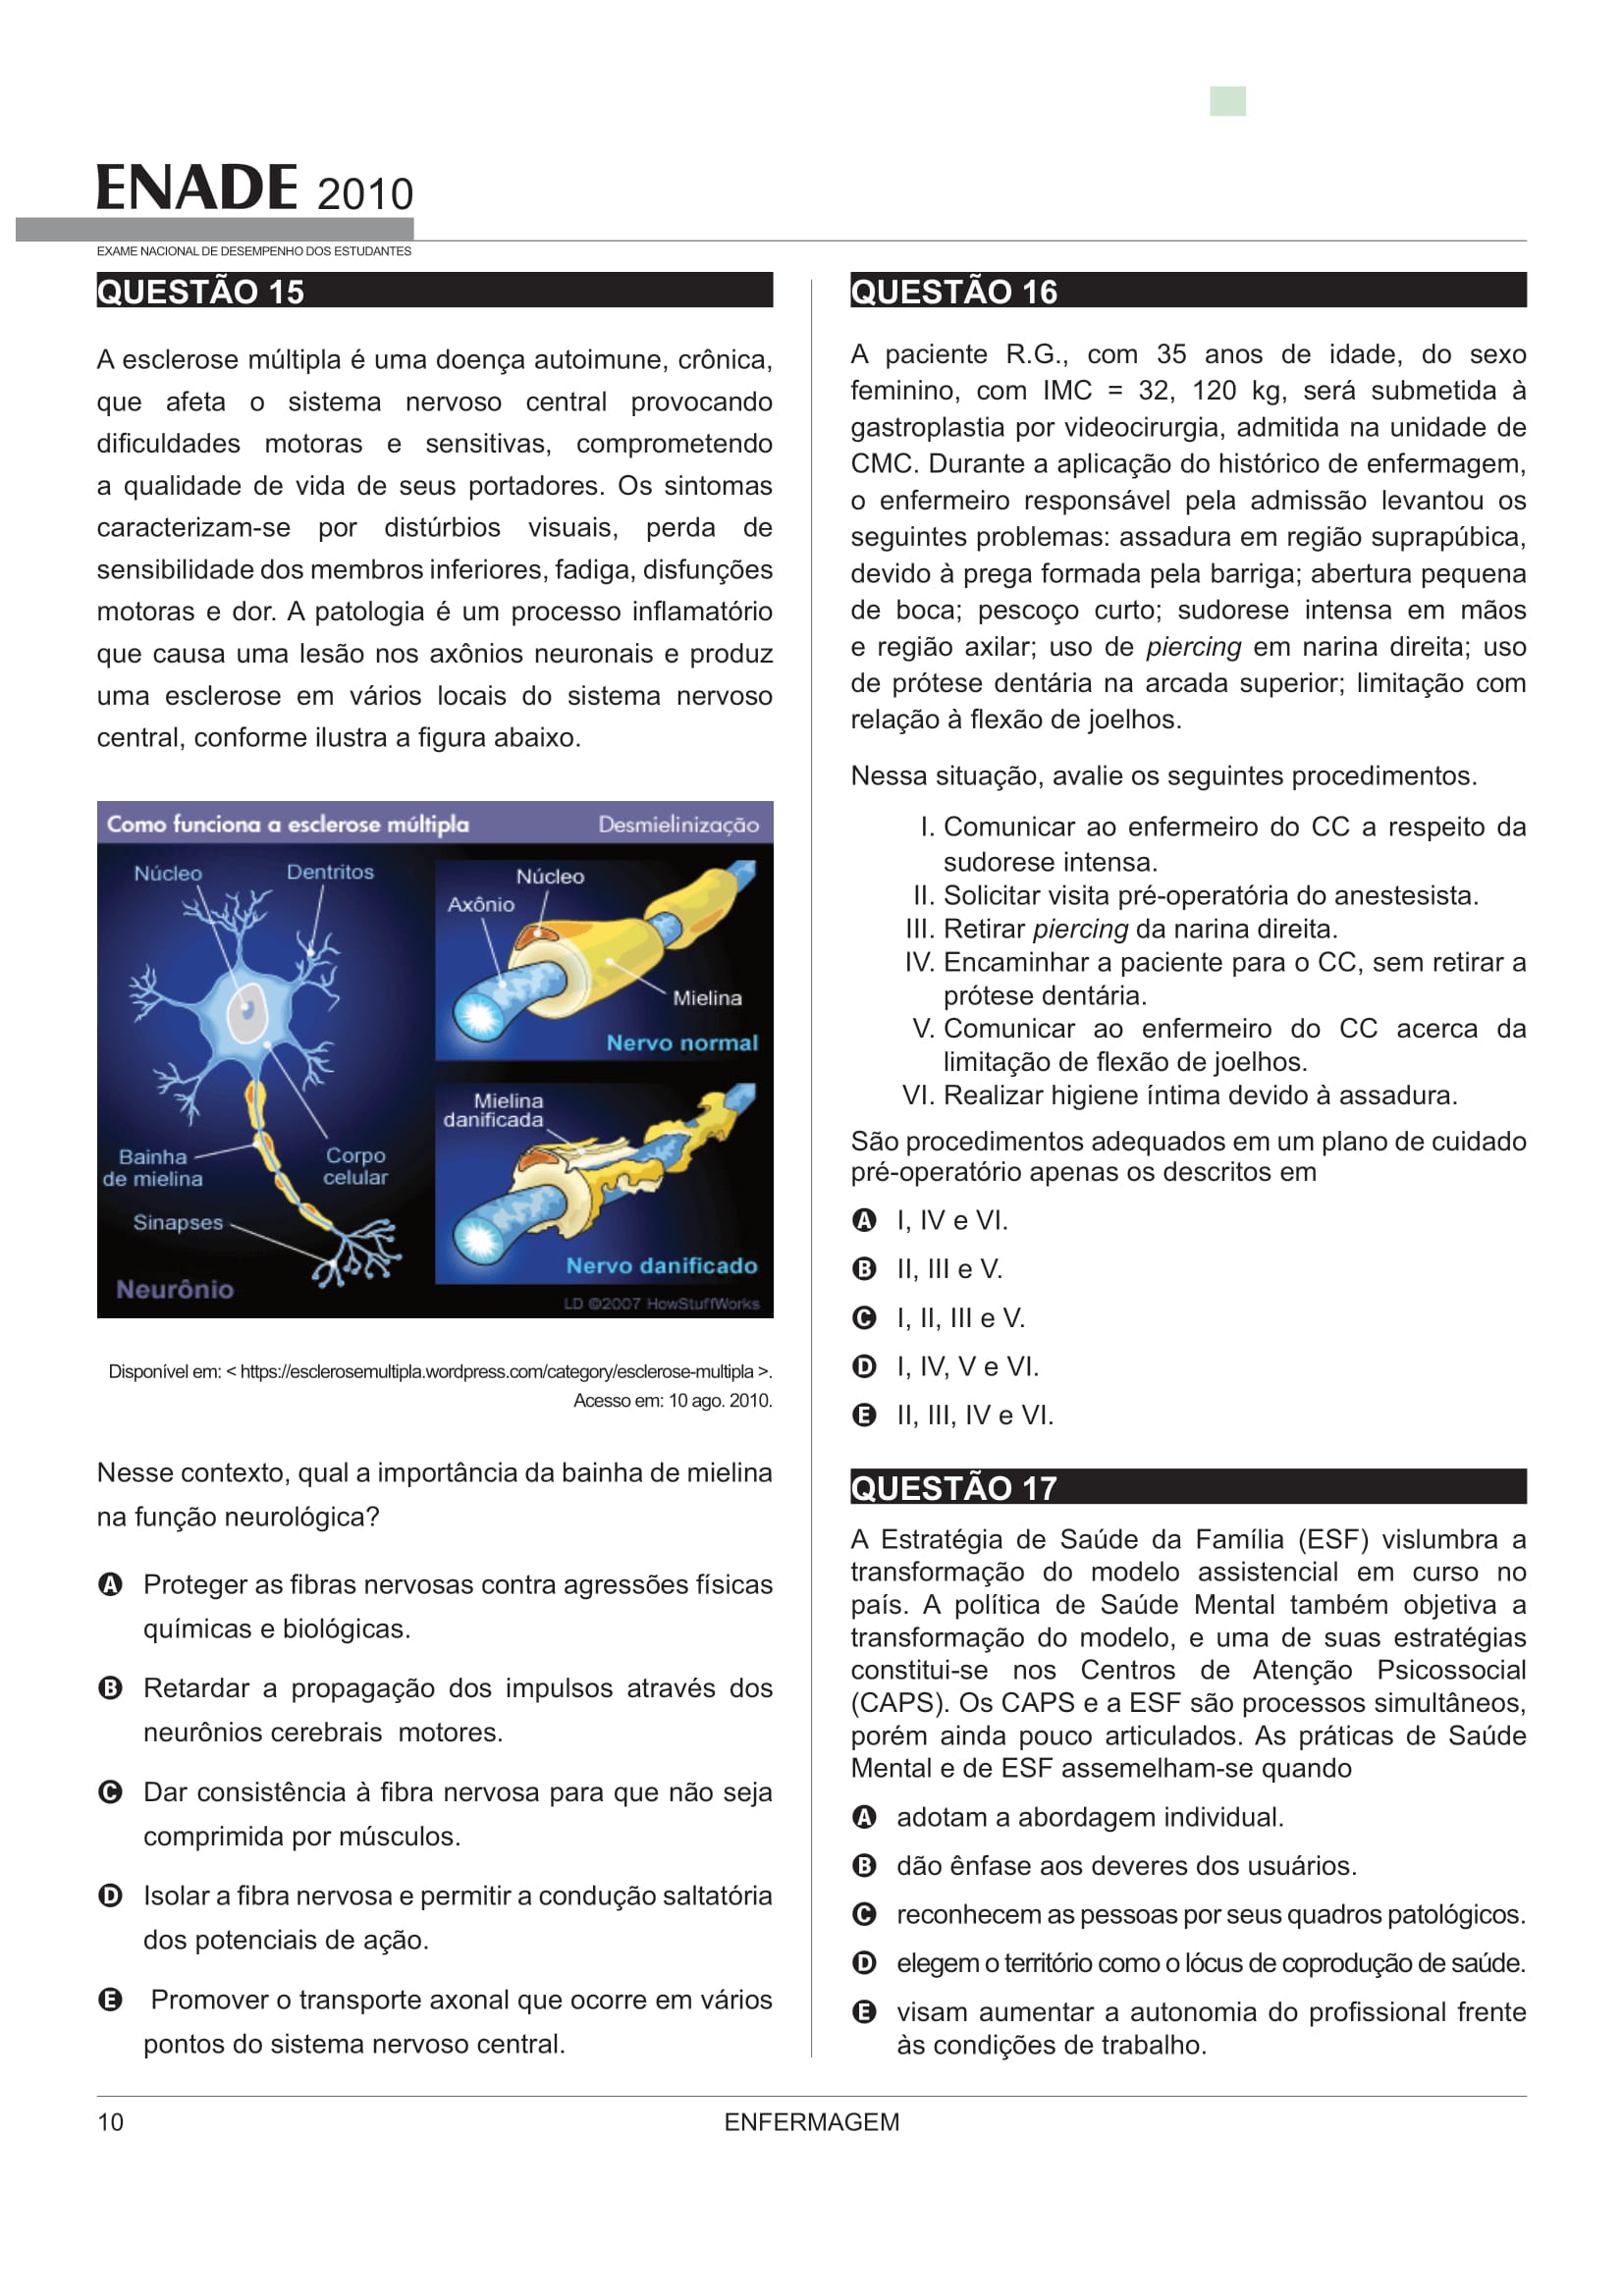 ENADE 2010
EXAME NACIONAL DE DESEMPENHO DOS ESTUDANTES
QUESTÃO 15
A esclerose múltipla é uma doença autoimune, crônica,
que afeta o sistema nervoso central provocando
dificuldades motoras e sensitivas, comprometendo
a qualidade de vida de seus portadores. Os sintomas
caracterizam-se por distúrbios visuais, perda de
sensibilidade dos membros inferiores, fadiga, disfunções
motoras e dor. A patologia é um processo inflamatório
que causa uma lesão nos axônios neuronais e produz
uma esclerose em vários locais do sistema nervoso
central, conforme ilustra a figura abaixo.
Como funciona a esclerose múltipla Desmielinização
Núcleo
Dentritos
Bainha
de mielina
Corpo
celular
Sinapses
Neurônio
Núcleo
Axônio
Mielina
Nervo normal
Mielina
danificada
Nervo danificado
LD ©2007 HowStuffWorks
Disponível em: < https://esclerosemultipla.wordpress.com/category/esclerose-multipla >.
Acesso em: 10 ago. 2010.
Nesse contexto, qual a importância da bainha de mielina
na função neurológica?
A Proteger as fibras nervosas contra agressões físicas
químicas e biológicas.
B Retardar a propagação dos impulsos através dos
neurônios cerebrais motores.
C Dar consistência à fibra nervosa para que não seja
comprimida por músculos.
D Isolar a fibra nervosa e permitir a condução saltatória
dos potenciais de ação.
E Promover o transporte axonal que ocorre em vários
pontos do sistema nervoso central.
QUESTÃO 16
A paciente R.G., com 35 anos de idade, do sexo
feminino, com IMC = 32, 120 kg, será submetida à
gastroplastia por videocirurgia, admitida na unidade de
CMC. Durante a aplicação do histórico de enfermagem,
o enfermeiro responsável pela admissão levantou os
seguintes problemas: assadura em região suprapúbica,
devido à prega formada pela barriga; abertura pequena
de boca; pescoço curto; sudorese intensa em mãos
e região axilar; uso de piercing em narina direita; uso
de prótese dentária na arcada superior; limitação com
relação à flexão de joelhos.
Nessa situação, avalie os seguintes procedimentos.
I. Comunicar ao enfermeiro do CC a respeito da
sudorese intensa.
II. Solicitar visita pré-operatória do anestesista.
III. Retirar piercing da narina direita.
IV. Encaminhar a paciente para o CC, sem retirar a
prótese dentária.
V. Comunicar ao enfermeiro do CC acerca da
limitação de flexão de joelhos.
VI. Realizar higiene íntima devido à assadura.
São procedimentos adequados em um plano de cuidado
pré-operatório apenas os descritos em
A I, IV e VI.
B II, III e V.
C I, II, III e V.
D I, IV, V e VI.
E II, III, IV e VI.
QUESTÃO 17
A Estratégia de Saúde da Família (ESF) vislumbra a
transformação do modelo assistencial em curso no
país. A política de Saúde Mental também objetiva a
transformação do modelo, e uma de suas estratégias
constitui-se nos Centros de Atenção Psicossocial
(CAPS). Os CAPS e a ESF são processos simultâneos,
porém ainda pouco articulados. As práticas de Saúde
Mental e de ESF assemelham-se quando
A adotam a abordagem individual.
B dão ênfase aos deveres dos usuários.
C reconhecem as pessoas por seus quadros patológicos.
D elegem o território como o lócus de coprodução de saúde.
E visam aumentar a autonomia do profissional frente
às condições de trabalho.
10
ENFERMAGEM